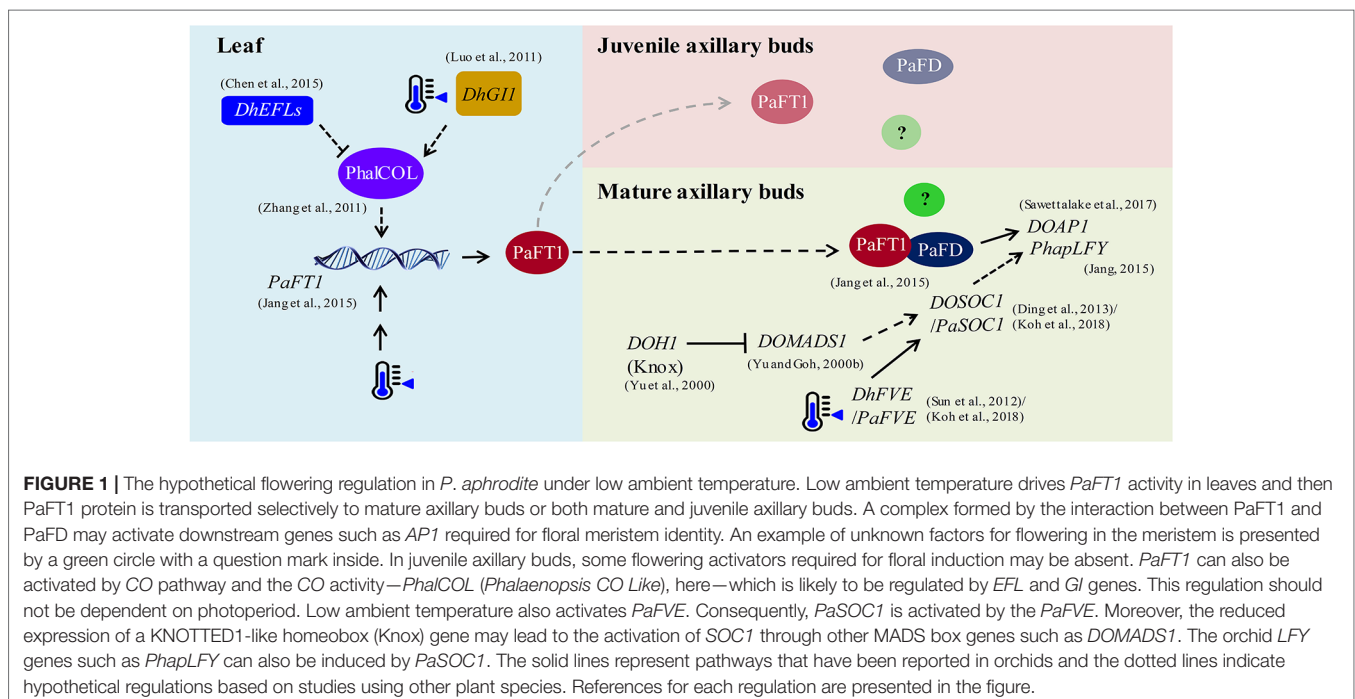 Leaf
(Luo et al., 2011)
(Chen et al., 2015)
DhEFLs
DhGI1
PhalCOL
(Zhang et al., 2011)
PaFT1
(Jang et al., 2015)
PaFT1
Juvenile axillary buds
PaFD
PaFT1
?
Mature axillary buds
?
(Sawettalake et al., 2017)
PaFT1
PaFD
DOAP1
PhapLFY
(Jang, 2015)
(Jang et al., 2015)
DOSOC1
/PaSOC1
(Ding et al., 2013)/
(Koh et al., 2018)
DOH1
(Knox)
(Yu et al., 2000)
DOMADS1
(Yu and Goh, 2000b)
DhFVE
/PaFVE
(Sun et al., 2012)/
(Koh et al., 2018)
FIGURE 1 | The hypothetical flowering regulation in P. aphrodite under low ambient temperature. Low ambient temperature drives PaFT1 activity in leaves and then
PaFT1 protein is transported selectively to mature axillary buds or both mature and juvenile axillary buds. A complex formed by the interaction between PaFT1 and
PaFD may activate downstream genes such as AP1 required for floral meristem identity. An example of unknown factors for flowering in the meristem is presented
by a green circle with a question mark inside. In juvenile axillary buds, some flowering activators required for floral induction may be absent. PaFT1 can also be
activated by CO pathway and the CO activity—PhalCOL (Phalaenopsis CO Like), here—which is likely to be regulated by EFL and GI genes. This regulation should
not be dependent on photoperiod. Low ambient temperature also activates PaFVE. Consequently, PaSOC1 is activated by the PaFVE. Moreover, the reduced
expression of a KNOTTED1-like homeobox (Knox) gene may lead to the activation of SOC1 through other MADS box genes such as DOMADS1. The orchid LFY
genes such as PhapLFY can also be induced by PaSOC1. The solid lines represent pathways that have been reported in orchids and the dotted lines indicate
hypothetical regulations based on studies using other plant species. References for each regulation are presented in the figure.